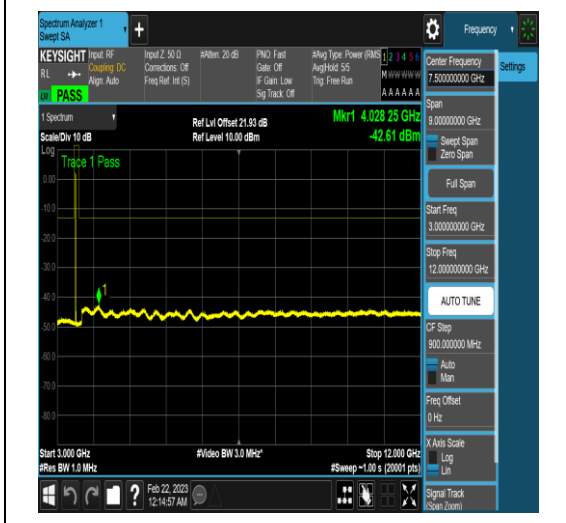 Spectrum Analyzer 1
Swept SA
+
Frequency
KEYSIGHT
RL
PASS
Input: RF
Coupling: DC
Align: Auto
Input Z: 50 Ω
Corrections: Off
Freq Ref: Int (S)
#Atten: 20 dB
PNO: Fast
Gate: Off
IF Gain: Low
Sig Track: Off
#Avg Type: Power (RMS
Avg|Hold: 5/5
Trig: Free Run
1 2 3 4 5 6
M W W W W W
A A A A A A
1 Spectrum
Scale/Div 10 dB
Log
Ref Lvl Offset 21.93 dB
Ref Level 10.00 dBm
Mkr1 4.028 25 GHz
-42.61 dBm
Trace 1 Pass
0.00
-10.0
-20.0
-30.0
-40.0
-50.0
-60.0
-70.0
-80.0
1
Start 3.000 GHz
#Res BW 1.0 MHz
#Video BW 3.0 MHz*
Stop 12.000 GHz
#Sweep ~1.00 s (20001 pts)
?
Feb 22, 2023
12:14:57 AM
Center Frequency
7.500000000 GHz
Span
9.00000000 GHz
Swept Span
Zero Span
Full Span
Start Freq
3.000000000 GHz
Stop Freq
12.000000000 GHz
AUTO TUNE
CF Step
900.000000 MHz
Auto
Man
Freq Offset
0 Hz
X Axis Scale
Log
Lin
Signal Track
(Span Zoom)
Settings